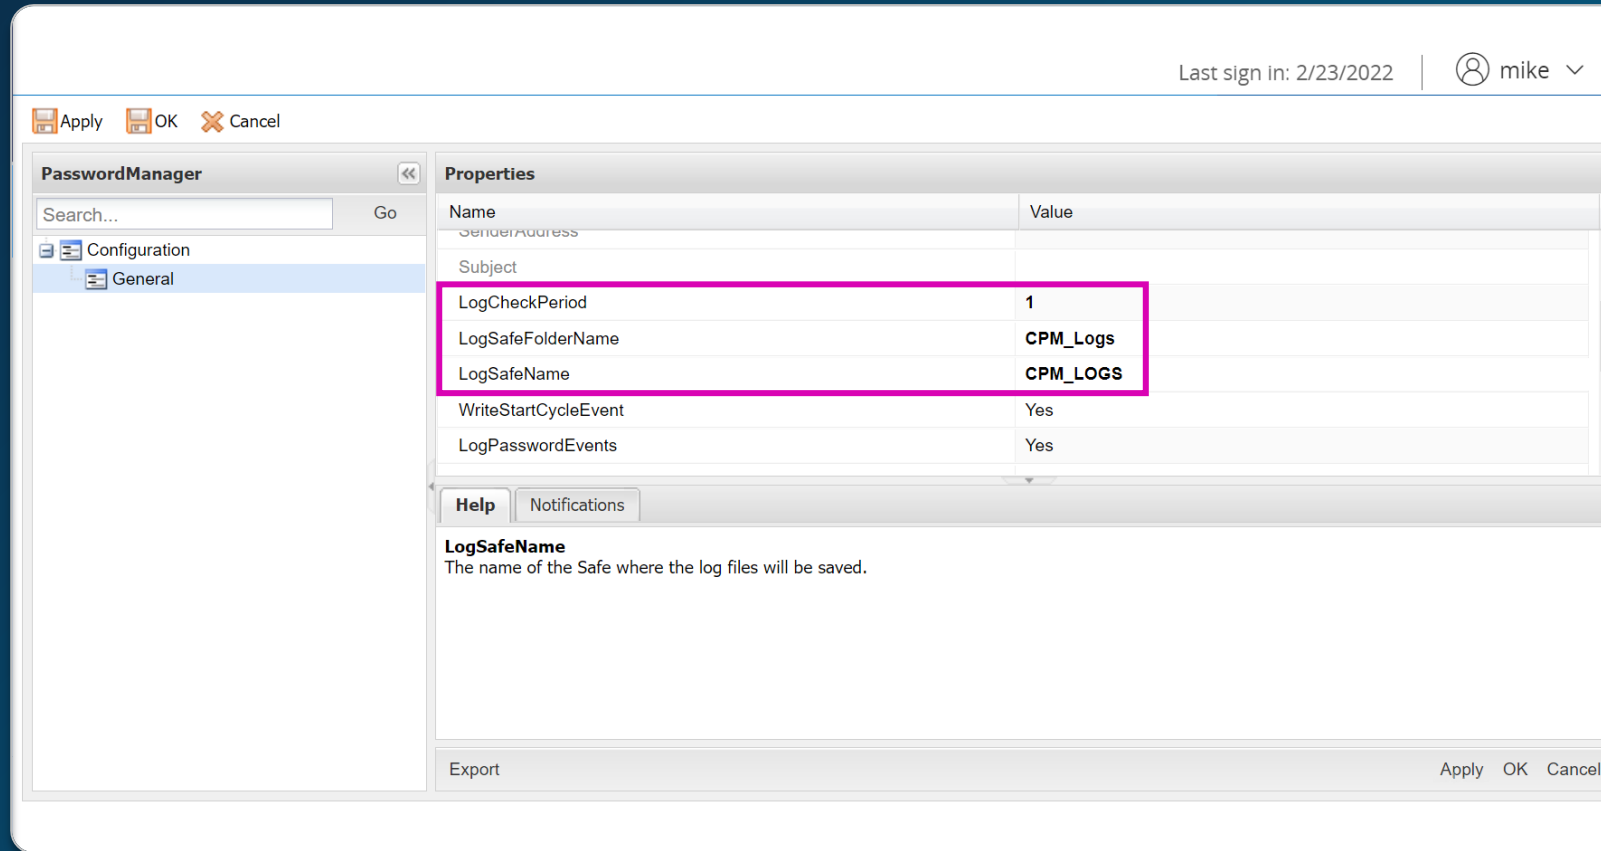 Last sign in: 2/23/2022
mike
Apply OK Cancel
PasswordManager
Search...
Go
Configuration
General
Properties
Name Value
SenderAddress
Subject
LogCheckPeriod 1
LogSafeFolderName CPM_Logs
LogSafeName CPM_LOGS
WriteStartCycleEvent Yes
LogPasswordEvents Yes
Help Notifications
LogSafeName
The name of the Safe where the log files will be saved.
Export
Apply OK Cancel